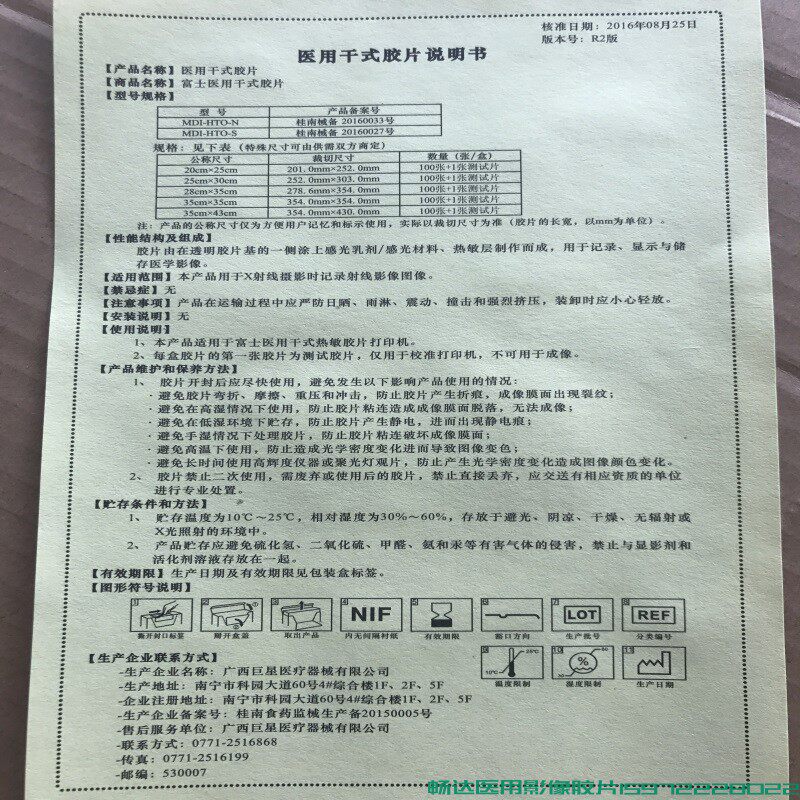 核准日期：2016年08月25日
版本号：R2版
医用干式胶片说明书
【产品名称】医用干式胶片
【商品名称】富士医用干式胶片
【型号规格】
型 号 产品备案号
MDI-HTO-N 桂南械备 20160033号
MDI-HTO-S 桂南械备 20160027号
规格：见下表（特殊尺寸可由供需双方商定）
公称尺寸 裁切尺寸 数量（张/盒）
20cm×25cm 201.0mm×252.0mm 100张+1张测试片
25cm×30cm 252.0mm×303.0mm 100张+1张测试片
28cm×35cm 278.6mm×354.0mm 100张+1张测试片
35cm×35cm 354.0mm×354.0mm 100张+1张测试片
35cm×43cm 354.0mm×430.0mm 100张+1张测试片
注：产品的公称尺寸仅为方便用户记忆和标示使用，实际以裁切尺寸为准（胶片的长宽，以mm为单位）。
【性能结构及组成】
胶片由在透明胶片基的一侧涂上感光乳剂/感光材料、热敏层制作而成，用于记录、显示与储
存医学影像。
【适用范围】本产品用于X射线摄影时记录射线影像图像。
【禁忌症】无
【注意事项】产品在运输过程中应严防日晒、雨淋、震动、撞击和强烈挤压，装卸时应小心轻放。
【安装说明】无
【使用说明】
1、本产品适用于富士医用干式热敏胶片打印机。
2、每盒胶片的第一张胶片为测试胶片，仅用于校准打印机，不可用于成像。
【产品维护和保养方法】
1、 胶片开封后应尽快使用，避免发生以下影响产品使用的情况：
·避免胶片弯折、摩擦、重压和冲击，防止胶片产生折痕，成像膜面出现裂纹；
·避免在高湿情况下使用，防止胶片粘连造成成像膜面脱落，无法成像；
·避免在低湿环境下贮存，防止胶片产生静电，进而出现静电痕；
·避免手湿情况下处理胶片，防止胶片粘连破坏成像膜面；
·避免高温下使用，防止造成光学密度变化进而导致图像变色；
·避免长时间使用高辉度仪器或聚光灯观片，防止产生光学密度变化造成图像颜色变化。
2、 胶片禁止二次使用，需废弃或使用后的胶片，禁止直接丢弃，应交送有相应资质的单位
进行专业处置。
【贮存条件和方法】
1、 贮存温度为10℃～25℃，相对湿度为30%～60%，存放于避光、阴凉、干燥、无辐射或
X光照射的环境中。
2、 产品贮存应避免硫化氢、二氧化硫、甲醛、氨和汞等有害气体的侵害，禁止与显影剂和
活化剂溶液存放在一起。
【有效期限】生产日期及有效期限见包装盒标签。
【图形符号说明】
1 2 3 4 NIF 5 6 7 LOT 8 REF
撕开封口标签 翻开盒盖 取出产品 内无间隔衬纸 有效期限 豁口方向 生产批号 分类编号
9 10℃ 25℃ 10 30 % 60 11
温度限制 湿度限制 生产日期
【生产企业联系方式】
-生产企业名称：广西巨星医疗器械有限公司
-生产地址：南宁市科园大道60号4#综合楼1F、2F、5F
-企业注册地址：南宁市科园大道60号4#综合楼1F、2F、5F
-生产企业备案号：桂南食药监械生产备20150005号
-售后服务单位：广西巨星医疗器械有限公司
-联系方式：0771-2516868
-传真：0771-2516199
-邮编：530007
畅达医用影像胶片15372226022